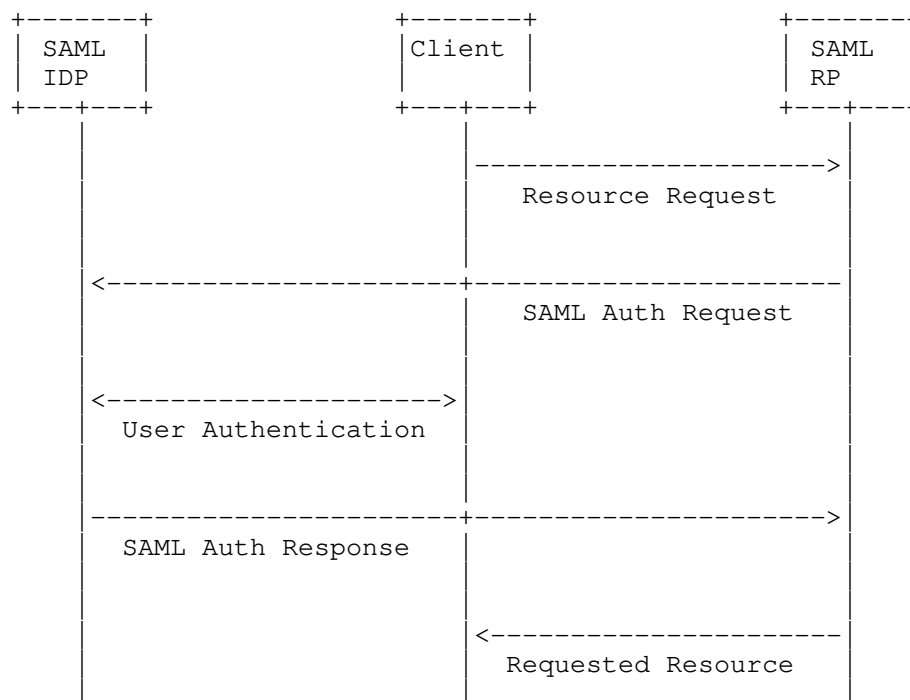 SAML Client SAML
IDP RP
Resource Request
SAML Auth Request
User Authentication
SAML Auth Response
Requested Resource